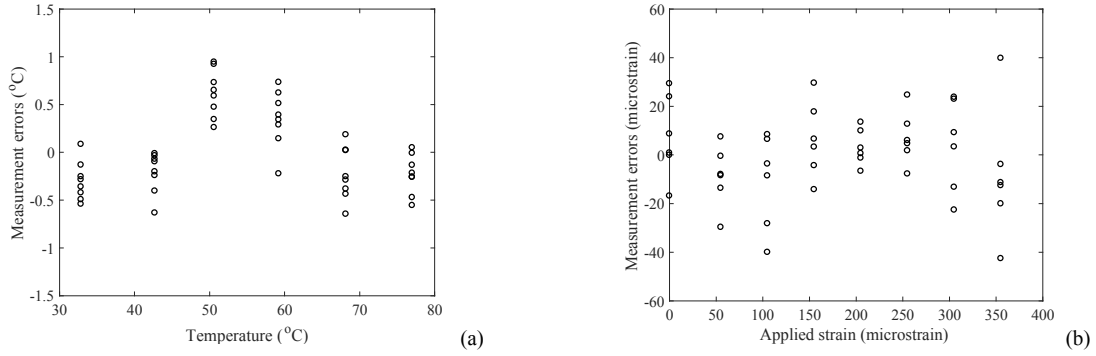 1.5
1
0.5
0
-0.5
-1
-1.5
30 40 50 60 70 80
Measurement errors (°C)
Temperature (°C)
(a)
60
40
20
0
-20
-40
-60
0 50 100 150 200 250 300 350 400
Measurement errors (microstrain)
Applied strain (microstrain)
(b)